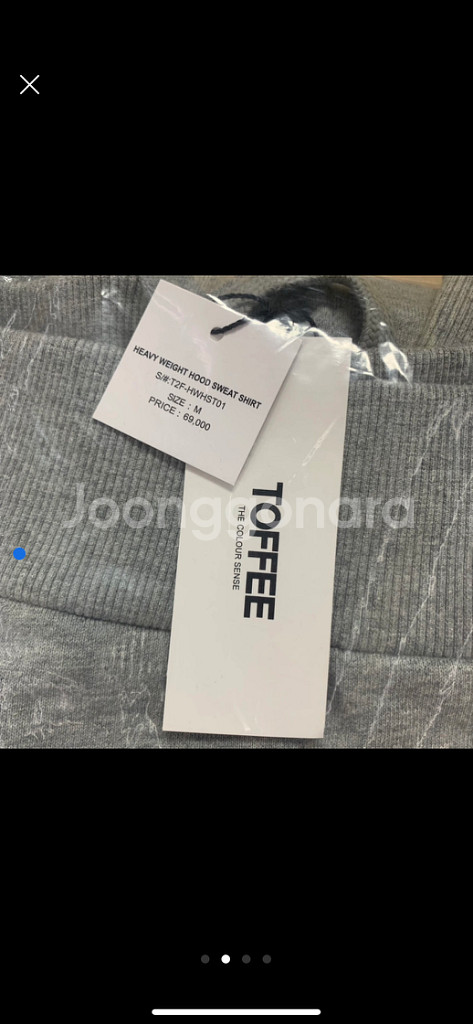 HEAVY WEIGHT HOOD SWEAT SHIRT
S/#:T2F-HWHST01
SIZE : M
PRICE : 69,000
TOFFEE
THE COLOUR SENSE
Joonggonara